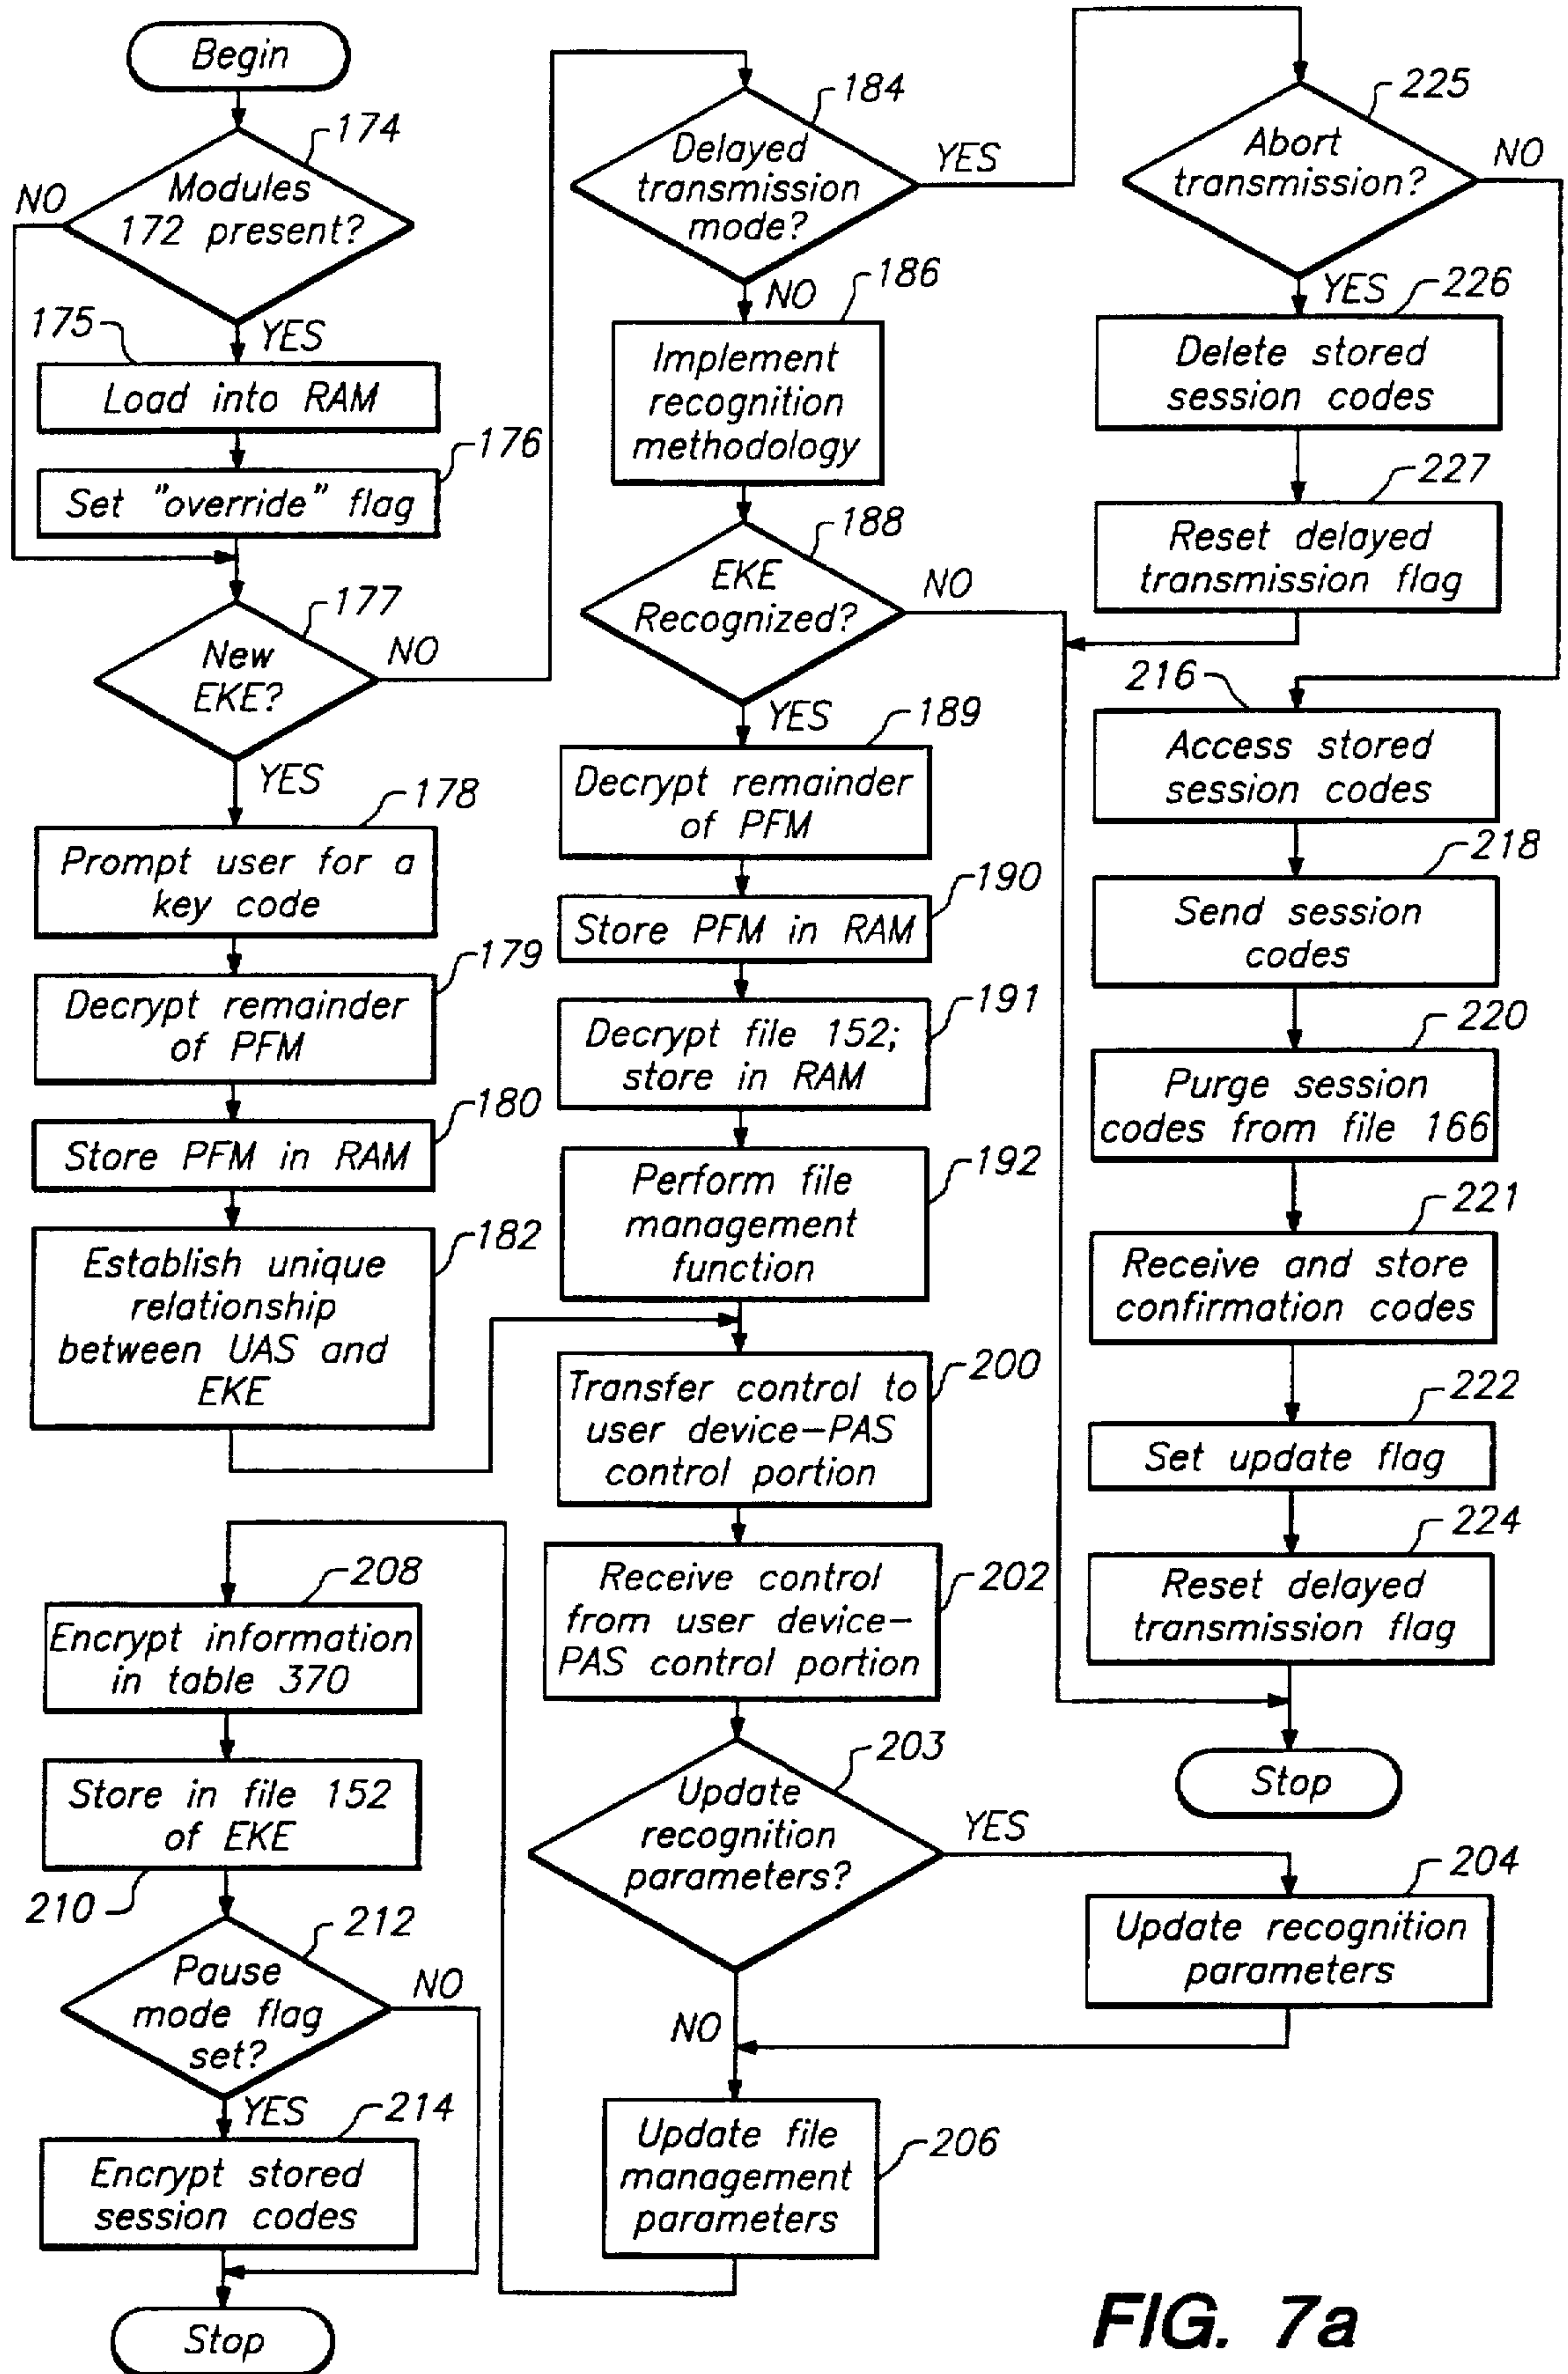 Begin
174
NO
Modules
172 present?
YES
175
Load into RAM
176
Set "override" flag
177
New
EKE?
NO
YES
178
Prompt user for a
key code
179
Decrypt remainder
of PFM
180
Store PFM in RAM
182
Establish unique
relationship
between UAS and
EKE
208
Encrypt information
in table 370
Store in file 152
of EKE
210
212
Pause
mode flag
set?
NO
YES
214
Encrypt stored
session codes
Stop
184
Delayed
transmission
mode?
YES
NO
186
Implement
recognition
methodology
188
EKE
Recognized?
NO
YES
189
Decrypt remainder
of PFM
190
Store PFM in RAM
191
Decrypt file 152;
store in RAM
192
Perform file
management
function
200
Transfer control to
user device-PAS
control portion
202
Receive control
from user device-
PAS control portion
203
Update
recognition
parameters?
YES
NO
204
Update recognition
parameters
206
Update file
management
parameters
225
Abort
transmission?
NO
YES
226
Delete stored
session codes
227
Reset delayed
transmission flag
216
Access stored
session codes
218
Send session
codes
220
Purge session
codes from file 166
221
Receive and store
confirmation codes
222
Set update flag
224
Reset delayed
transmission flag
Stop
FIG. 7a